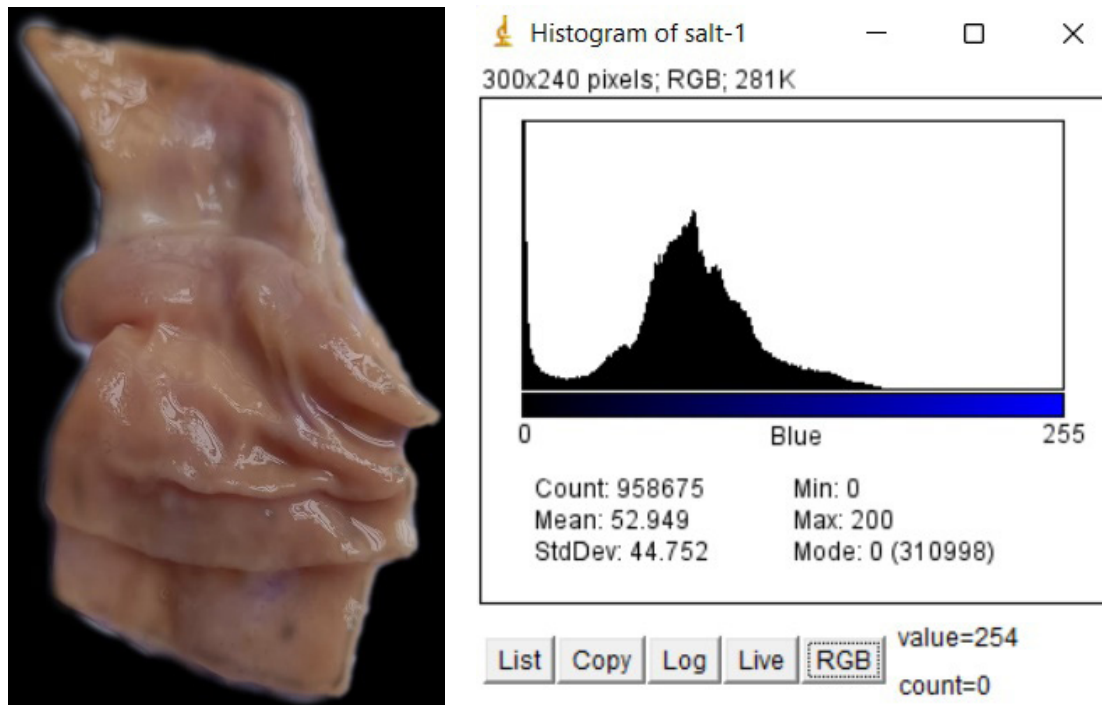 Histogram of salt-1
300x240 pixels; RGB; 281K
0 Blue 255
Count: 958675 Min: 0
Mean: 52.949 Max: 200
StdDev: 44.752 Mode: 0 (310998)
List Copy Log Live RGB value=254
count=0